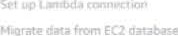 Set up Lambda connection
Migrate data from EC2 database